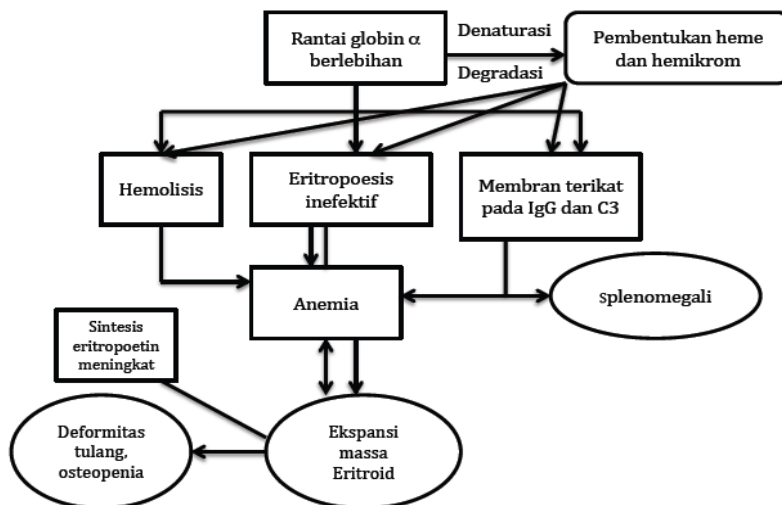 Rantai globin α
berlebihan
Denaturasi
Degradasi
Pembentukan heme
dan hemikrom
Hemolisis
Eritropoesis
inefektif
Membran terikat
pada IgG dan C3
Anemia
Splenomegali
Sintesis
eritropoetin
meningkat
Deformitas
tulang,
osteopenia
Ekspansi
massa
Eritroid